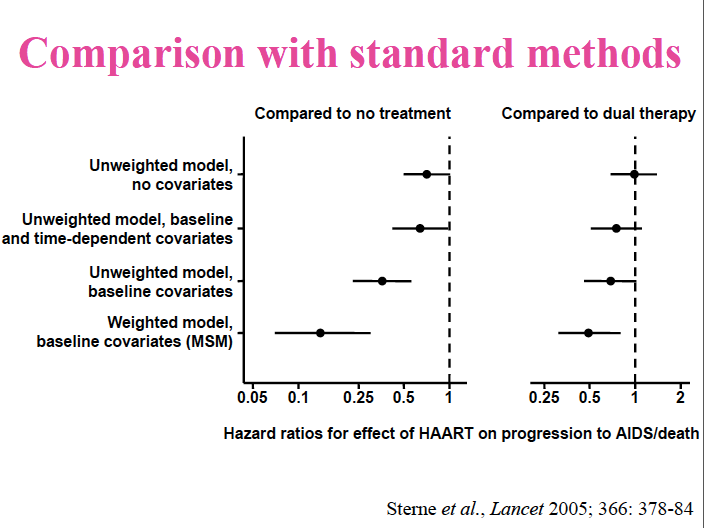 Comparison with standard methods
Compared to no treatment
Compared to dual therapy
Unweighted model,
no covariates
Unweighted model, baseline
and time-dependent covariates
Unweighted model,
baseline covariates
Weighted model,
baseline covariates (MSM)
0.05 0.1 0.25 0.5 1
0.25 0.5 1 2
Hazard ratios for effect of HAART on progression to AIDS/death
Sterne et al., Lancet 2005; 366: 378-84